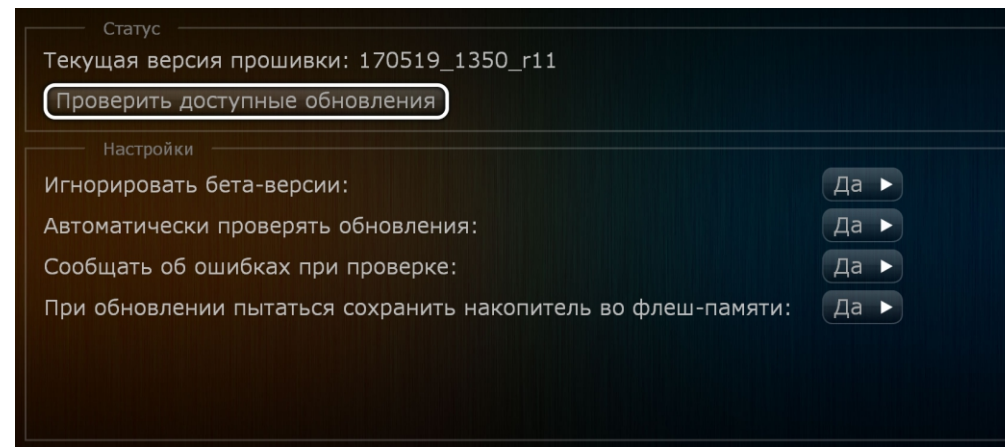 Статус
Текущая версия прошивки: 170519_1350_r11
Проверить доступные обновления
Настройки
Игнорировать бета-версии: Да
Автоматически проверять обновления: Да
Сообщать об ошибках при проверке: Да
При обновлении пытаться сохранить накопитель во флеш-памяти: Да